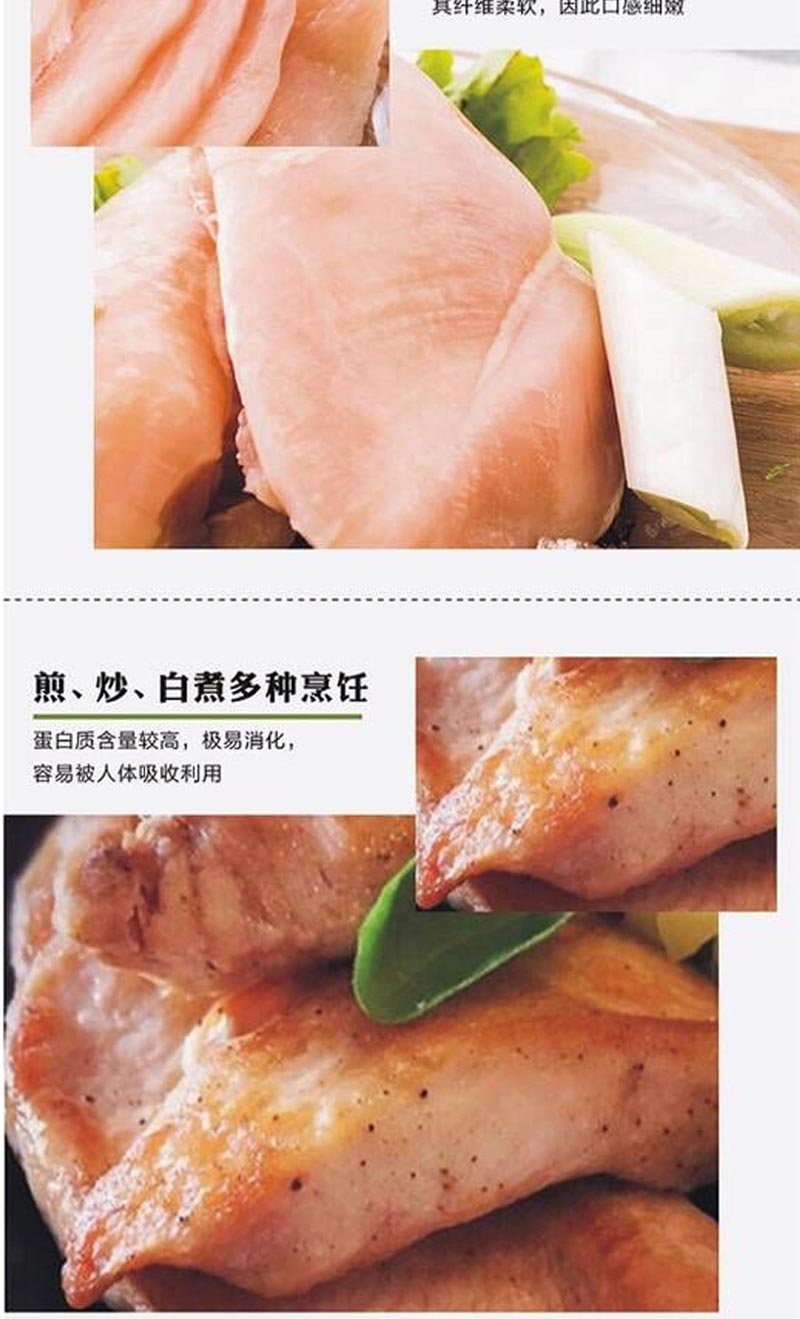 其纤维柔软，因此口感细嫩
煎、炒、白煮多种烹饪
蛋白质含量较高，极易消化，
容易被人体吸收利用